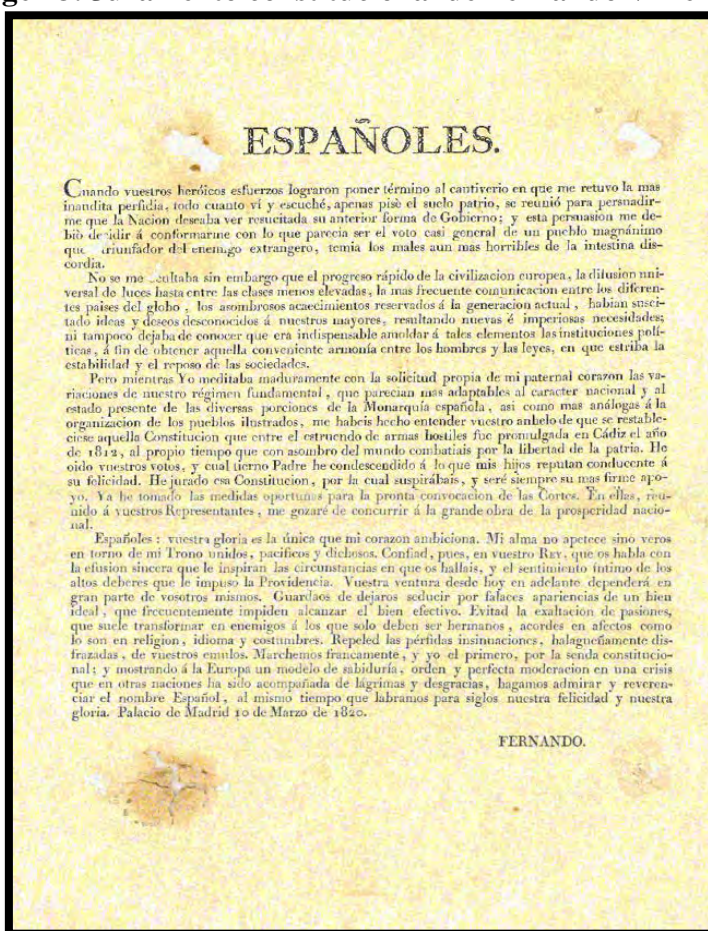 ESPAÑOLES.
Cuando vuestros heróicos esfuerzos lograron poner término al cautiverio en que me retuvo la mas
inaudita perfidia, todo cuanto ví y escuché, apenas pisè el suelo patrio, se reunió para persuadir-
me que la Nacion deseaba ver resucitada su anterior forma de Gobierno; y esta persuasion me de-
bió decidir á conformarme con lo que parecia ser el voto casi general de un pueblo magnánimo
que triunfador del enemigo extrangero, temia los males aun mas horribles de la intestina dis-
cordia.
No se me ocultaba sin embargo que el progreso rápido de la civilizacion europea, la difusion uni-
versal de luces hasta entre las clases menos elevadas, la mas frecuente comunicacion entre los diferen-
tes paises del globo, los asombrosos acaecimientos reservados á la generacion actual, habian susci-
tado ideas y deseos desconocidos á nuestros mayores, resultando nuevas é imperiosas necesidades;
ni tampoco dejaba de conocer que era indispensable amoldar á tales elementos las instituciones polí-
ticas, á fin de obtener aquella conveniente armonía entre los hombres y las leyes, en que estriba la
estabilidad y el reposo de las sociedades.
Pero mientras Yo meditaba maduramente con la solicitud propia de mi paternal corazon las va-
riaciones de nuestro régimen fundamental, que parecian mas adaptables al caracter nacional y al
estado presente de las diversas porciones de la Monarquía española, asi como mas análogas á la
organizacion de los pueblos ilustrados, me habeis hecho entender vuestro anhelo de que se restable-
ciese aquella Constitucion que entre el estruendo de armas hostiles fue promulgada en Cádiz el año
de 1812, al propio tiempo que con asombro del mundo combatiais por la libertad de la patria. He
oido vuestros votos, y cual tierno Padre he condescendido á lo que mis hijos reputan conducente á
su felicidad. He jurado esa Constitucion, por la cual suspirábais, y seré siempre su mas firme apo-
yo. Ya he tomado las medidas oportunas para la pronta convocacion de las Cortes. En ellas, reu-
nido á vuestros Representantes, me gozaré de concurrir á la grande obra de la prosperidad nacio-
nal.
Españoles: vuestra gloria es la única que mi corazon ambiciona. Mi alma no apetece sino veros
en torno de mi Trono unidos, pacíficos y dichosos. Confiad, pues, en vuestro REY, que os habla con
la efusion sincera que le inspiran las circunstancias en que os hallais, y el sentimiento íntimo de los
altos deberes que le impuso la Providencia. Vuestra ventura desde hoy en adelante dependerá en
gran parte de vosotros mismos. Guardaos de dejaros seducir por falaces apariencias de un bien
ideal, que frecuentemente impiden alcanzar el bien efectivo. Evitad la exaltacion de pasiones,
que suele transformar en enemigos á los que solo deben ser hermanos, acordes en afectos como
lo son en religion, idioma y costumbres. Repeled las pérfidas insinuaciones, halagueñamente dis-
frazadas, de vuestros emulos. Marchemos francamente, y yo el primero, por la senda constitucio-
nal; y mostrando á la Europa un modelo de sabiduría, orden y perfecta moderacion en una crisis
que en otras naciones ha sido acompañada de lágrimas y desgracias, hagamos admirar y reveren-
ciar el nombre Español, al mismo tiempo que labramos para siglos nuestra felicidad y nuestra
gloria. Palacio de Madrid 10 de Marzo de 1820.
FERNANDO.